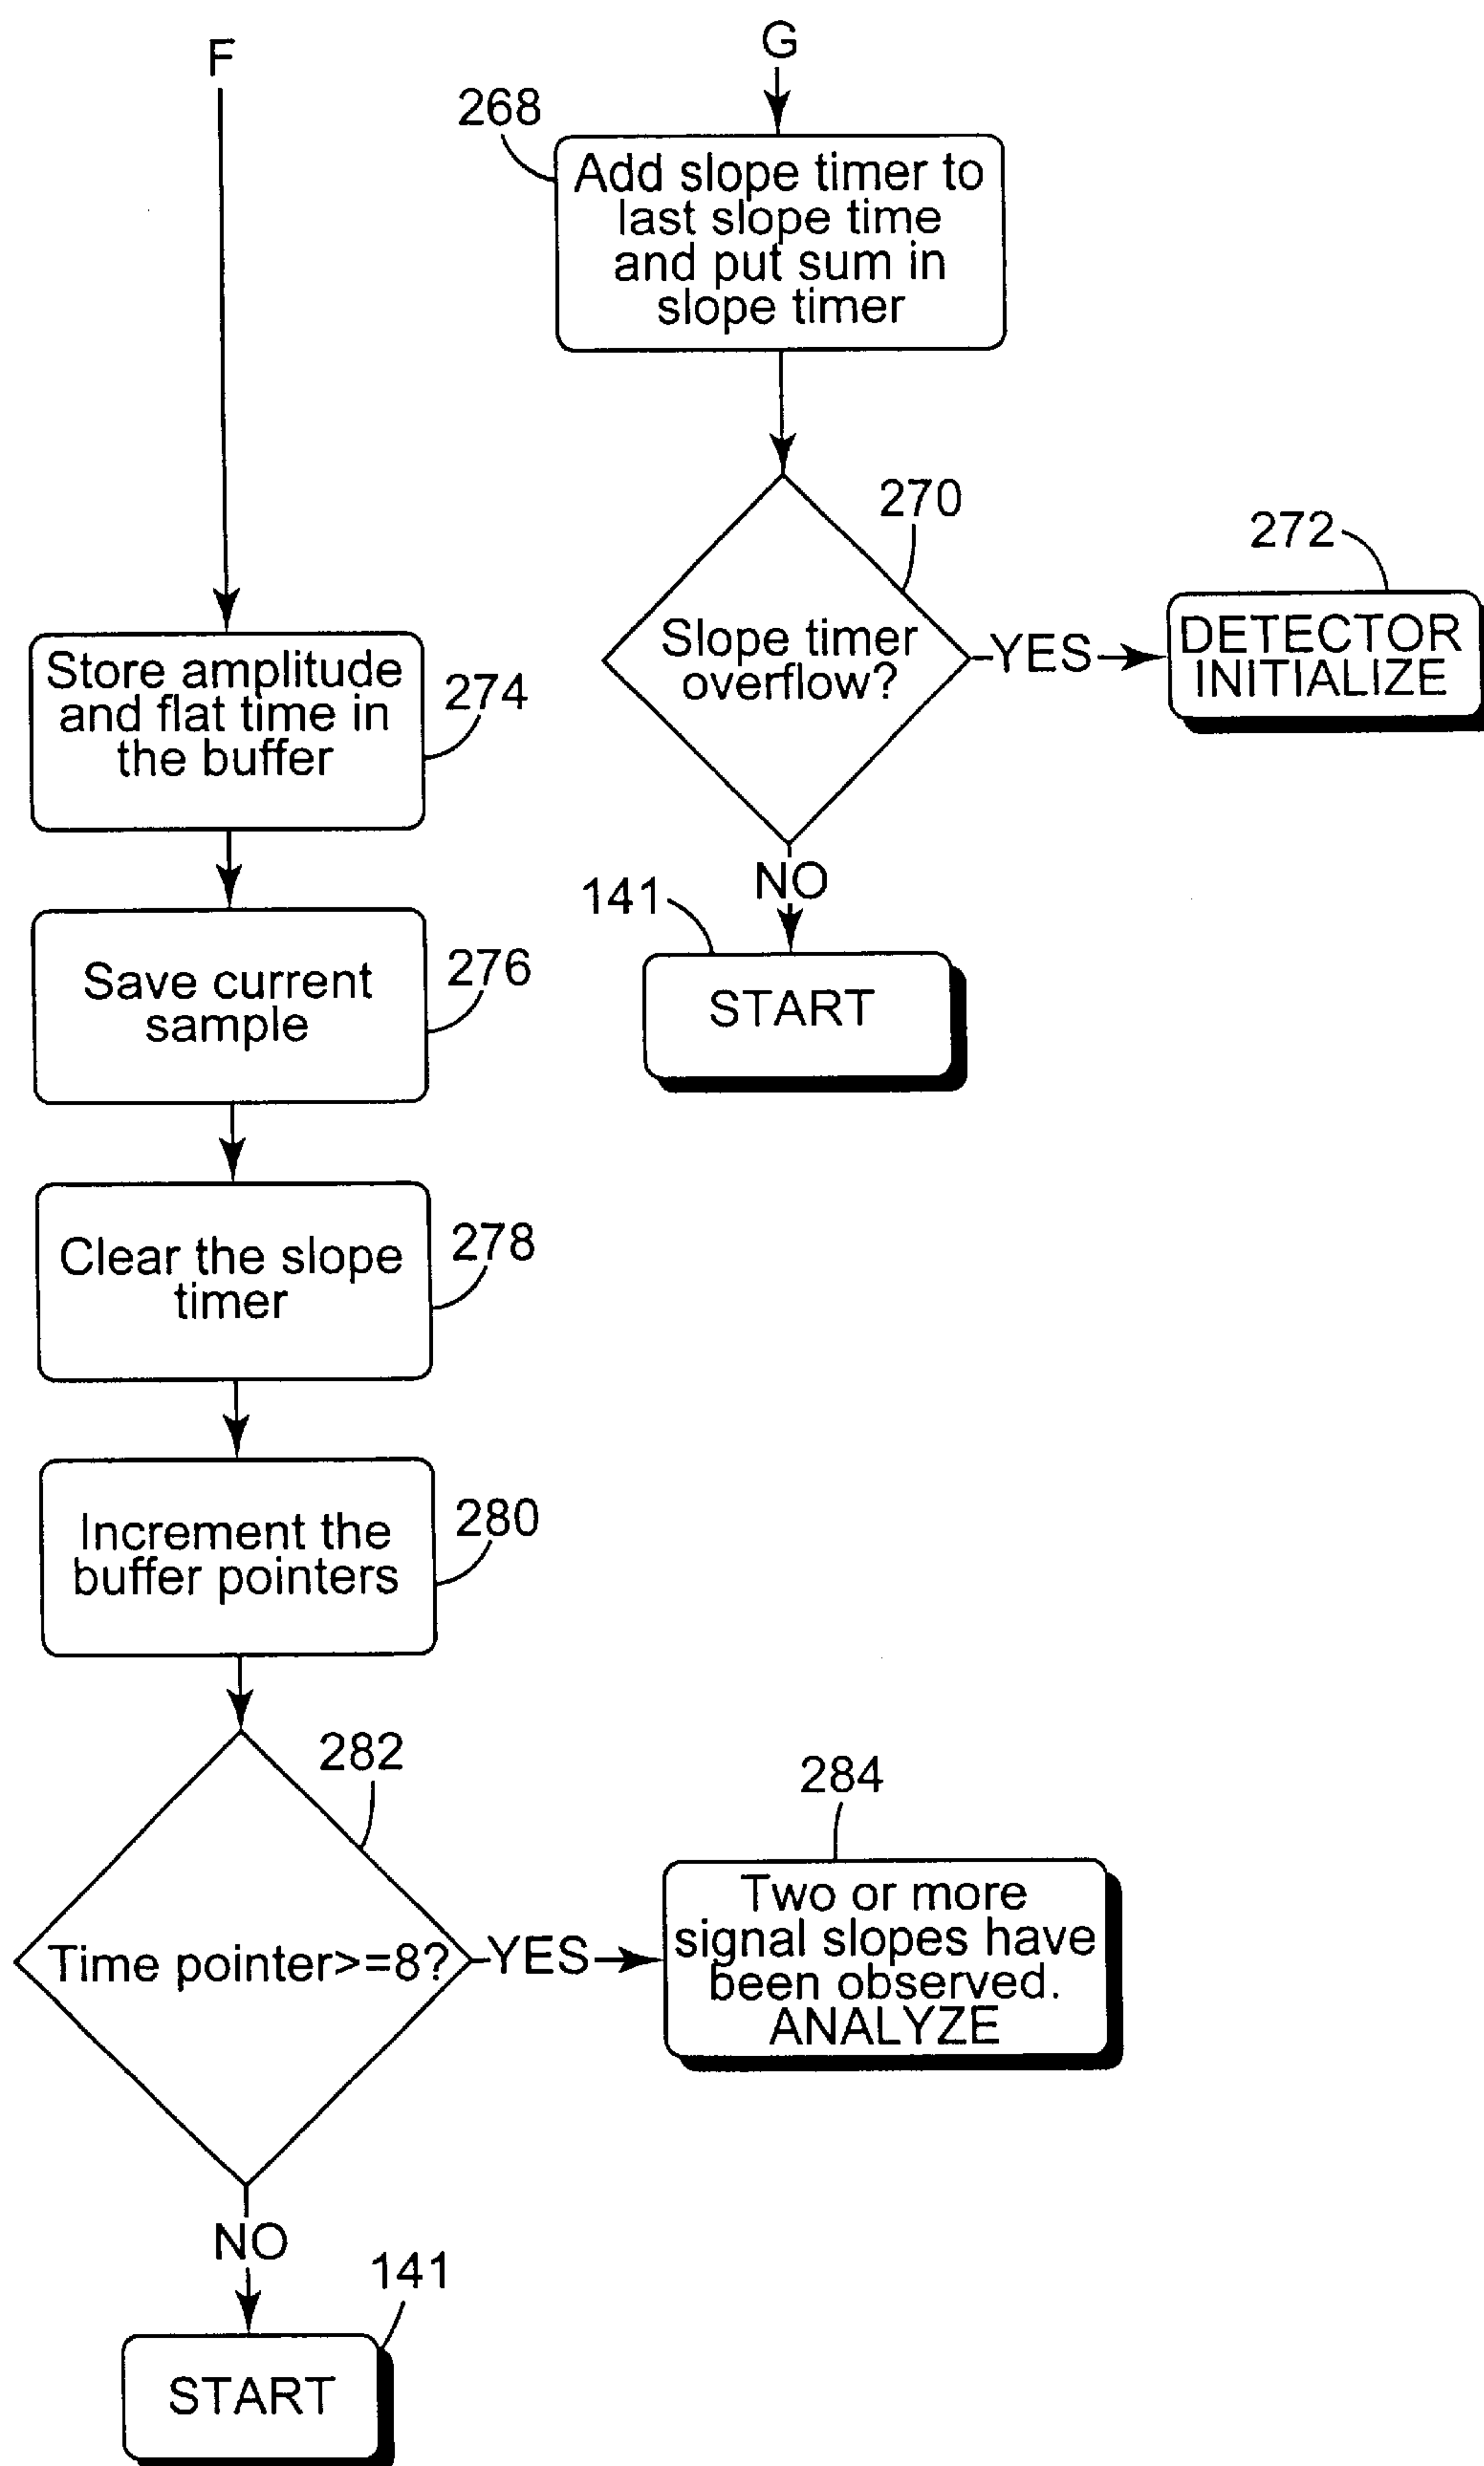 F
274
Store amplitude
and flat time in
the buffer
276
Save current
sample
278
Clear the slope
timer
280
Increment the
buffer pointers
282
Time pointer>=8?
YES
284
Two or more
signal slopes have
been observed.
ANALYZE
NO
141
START
G
268
Add slope timer to
last slope time
and put sum in
slope timer
270
Slope timer
overflow?
YES
272
DETECTOR
INITIALIZE
NO
141
START